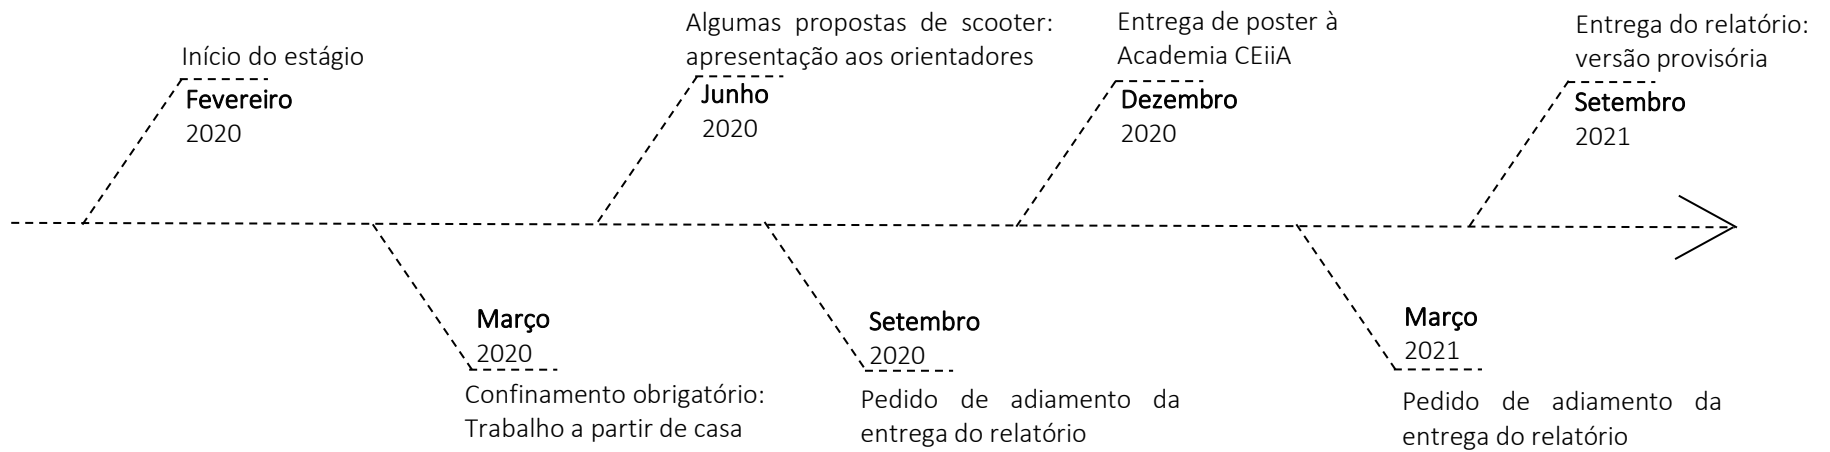 Início do estágio
Fevereiro
2020
Março
2020
Confinamento obrigatório:
Trabalho a partir de casa
Algumas propostas de scooter:
apresentação aos orientadores
Junho
2020
Setembro
2020
Pedido de adiamento da
entrega do relatório
Entrega de poster à
Academia CEiiA
Dezembro
2020
Março
2021
Pedido de adiamento da
entrega do relatório
Entrega do relatório:
versão provisória
Setembro
2021